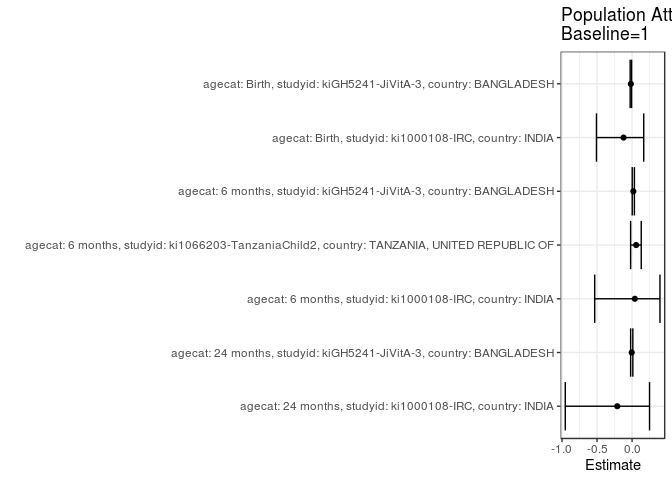 Population Att
Baseline=1
agecat: Birth, studyid: kiGH5241-JiVitA-3, country: BANGLADESH
agecat: Birth, studyid: ki1000108-IRC, country: INDIA
agecat: 6 months, studyid: kiGH5241-JiVitA-3, country: BANGLADESH
agecat: 6 months, studyid: ki1066203-TanzaniaChild2, country: TANZANIA, UNITED REPUBLIC OF
agecat: 6 months, studyid: ki1000108-IRC, country: INDIA
agecat: 24 months, studyid: kiGH5241-JiVitA-3, country: BANGLADESH
agecat: 24 months, studyid: ki1000108-IRC, country: INDIA
-1.0 -0.5 0.0
Estimate